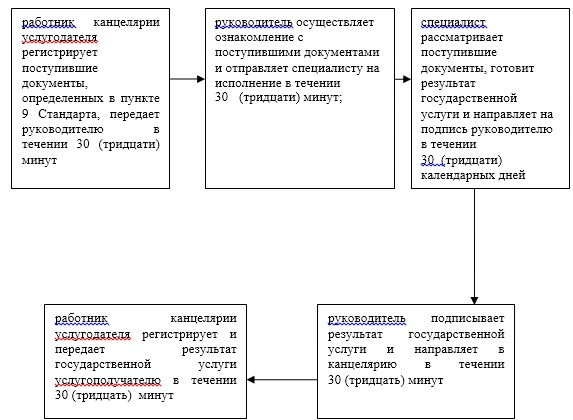 работник канцелярии
услугодателя
регистрирует
поступившие
документы,
определенных в пункте
9 Стандарта, передает
руководителю в
течении 30 (тридцати)
минут
руководитель осуществляет
ознакомление с
поступившими документами
и отправляет специалисту на
исполнение в течении
30 (тридцати) минут;
специалист
рассматривает
поступившие
документы, готовит
результат
государственной
услуги и направляет на
подпись руководителю
в течении
30 (тридцати)
календарных дней
руководитель подписывает
результат государственной
услуги и направляет в
канцелярию в течении
30 (тридцать) минут
работник канцелярии
услугодателя регистрирует и
передает результат
государственной услуги
услугополучателю в течении
30 (тридцать) минут